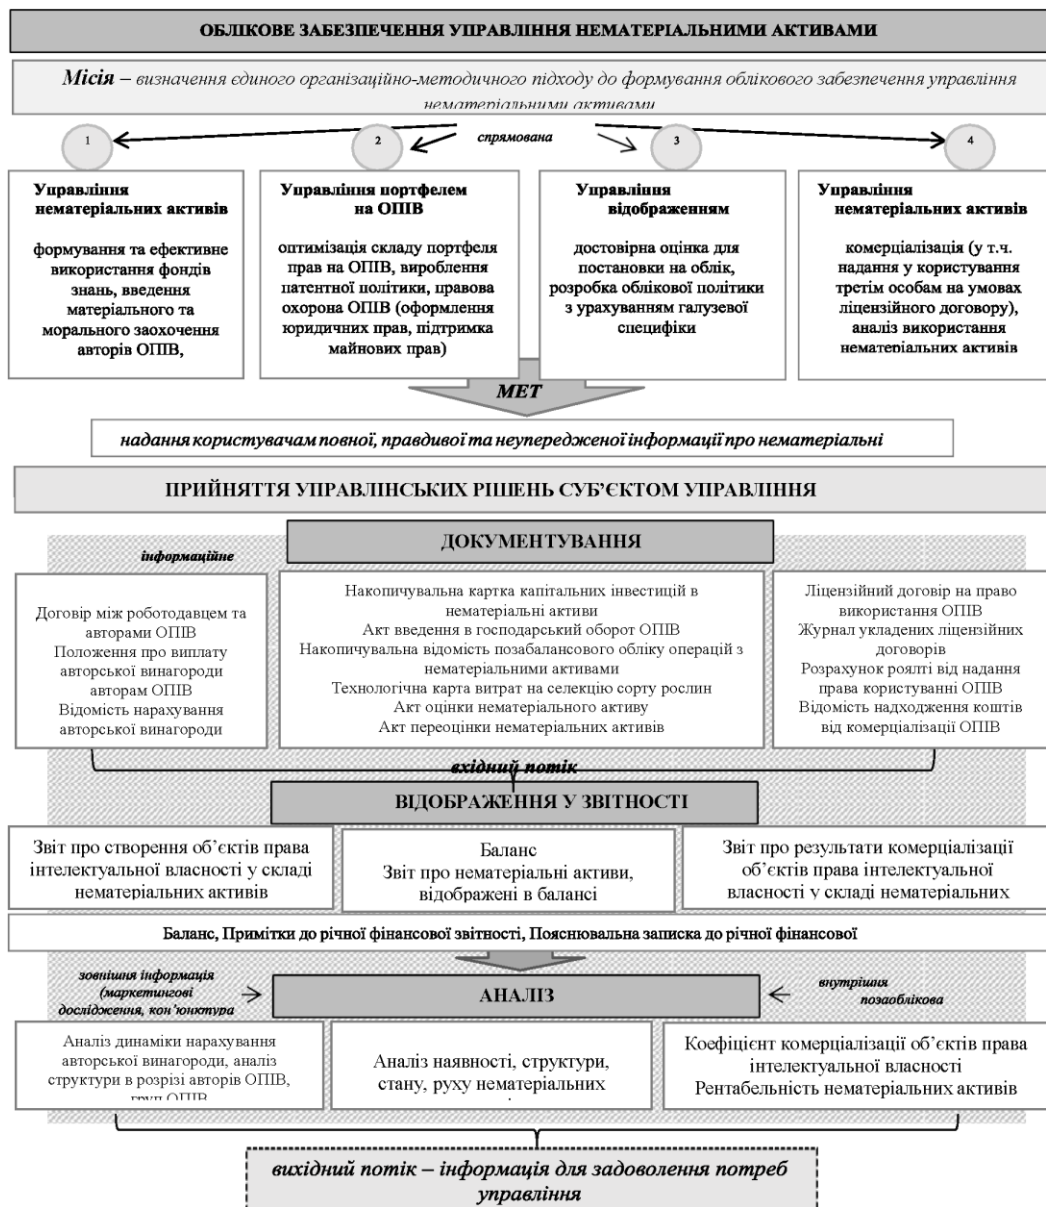 ОБЛІКОВЕ ЗАБЕЗПЕЧЕННЯ УПРАВЛІННЯ НЕМАТЕРІАЛЬНИМИ АКТИВАМИ
Місія – визначення єдиного організаційно-методичного підходу до формування облікового забезпечення управління
нематеріальними активами
спрямована
1
2
3
4
Управління
нематеріальних активів
формування та ефективне
використання фондів
знань, введення
матеріального та
морального заохочення
авторів ОПІВ,
Управління портфелем
на ОПІВ
оптимізація складу портфеля
прав на ОПІВ, вироблення
патентної політики, правова
охорона ОПІВ (оформлення
юридичних прав, підтримка
майнових прав)
Управління
відображенням
достовірна оцінка для
постановки на облік,
розробка облікової політики
з урахуванням галузевої
специфіки
Управління
нематеріальних активів
комерціалізація (у т.ч.
надання у користування
третім особам на умовах
ліцензійного договору),
аналіз використання
нематеріальних активів
МЕТ
надання користувачам повної, правдивої та неупередженої інформації про нематеріальні
ПРИЙНЯТТЯ УПРАВЛІНСЬКИХ РІШЕНЬ СУБ’ЄКТОМ УПРАВЛІННЯ
ДОКУМЕНТУВАННЯ
інформаційне
Договір між роботодавцем та
авторами ОПІВ
Положення про виплату
авторської винагороди
авторам ОПІВ
Відомість нарахування
авторської винагороди
Накопичувальна картка капітальних інвестицій в
нематеріальні активи
Акт введення в господарський оборот ОПІВ
Накопичувальна відомість позабалансового обліку операцій з
нематеріальними активами
Технологічна карта витрат на селекцію сорту рослин
Акт оцінки нематеріального активу
Акт переоцінки нематеріальних активів
Ліцензійний договір на право
використання ОПІВ
Журнал укладених ліцензійних
договорів
Розрахунок роялті від надання
права користуванні ОПІВ
Відомість надходження коштів
від комерціалізації ОПІВ
вхідний потік
ВІДОБРАЖЕННЯ У ЗВІТНОСТІ
Звіт про створення об’єктів права
інтелектуальної власності у складі
нематеріальних активів
Баланс
Звіт про нематеріальні активи,
відображені в балансі
Звіт про результати комерціалізації
об’єктів права інтелектуальної
власності у складі нематеріальних
Баланс, Примітки до річної фінансової звітності, Пояснювальна записка до річної фінансової
зовнішня інформація
(маркетингові
дослідження, кон’юнктура
АНАЛІЗ
внутрішня
позаоблікова
Аналіз динаміки нарахування
авторської винагороди, аналіз
структури в розрізі авторів ОПІВ,
груп ОПІВ
Аналіз наявності, структури,
стану, руху нематеріальних
Коефіцієнт комерціалізації об’єктів права
інтелектуальної власності
Рентабельність нематеріальних активів
вихідний потік – інформація для задоволення потреб
управління